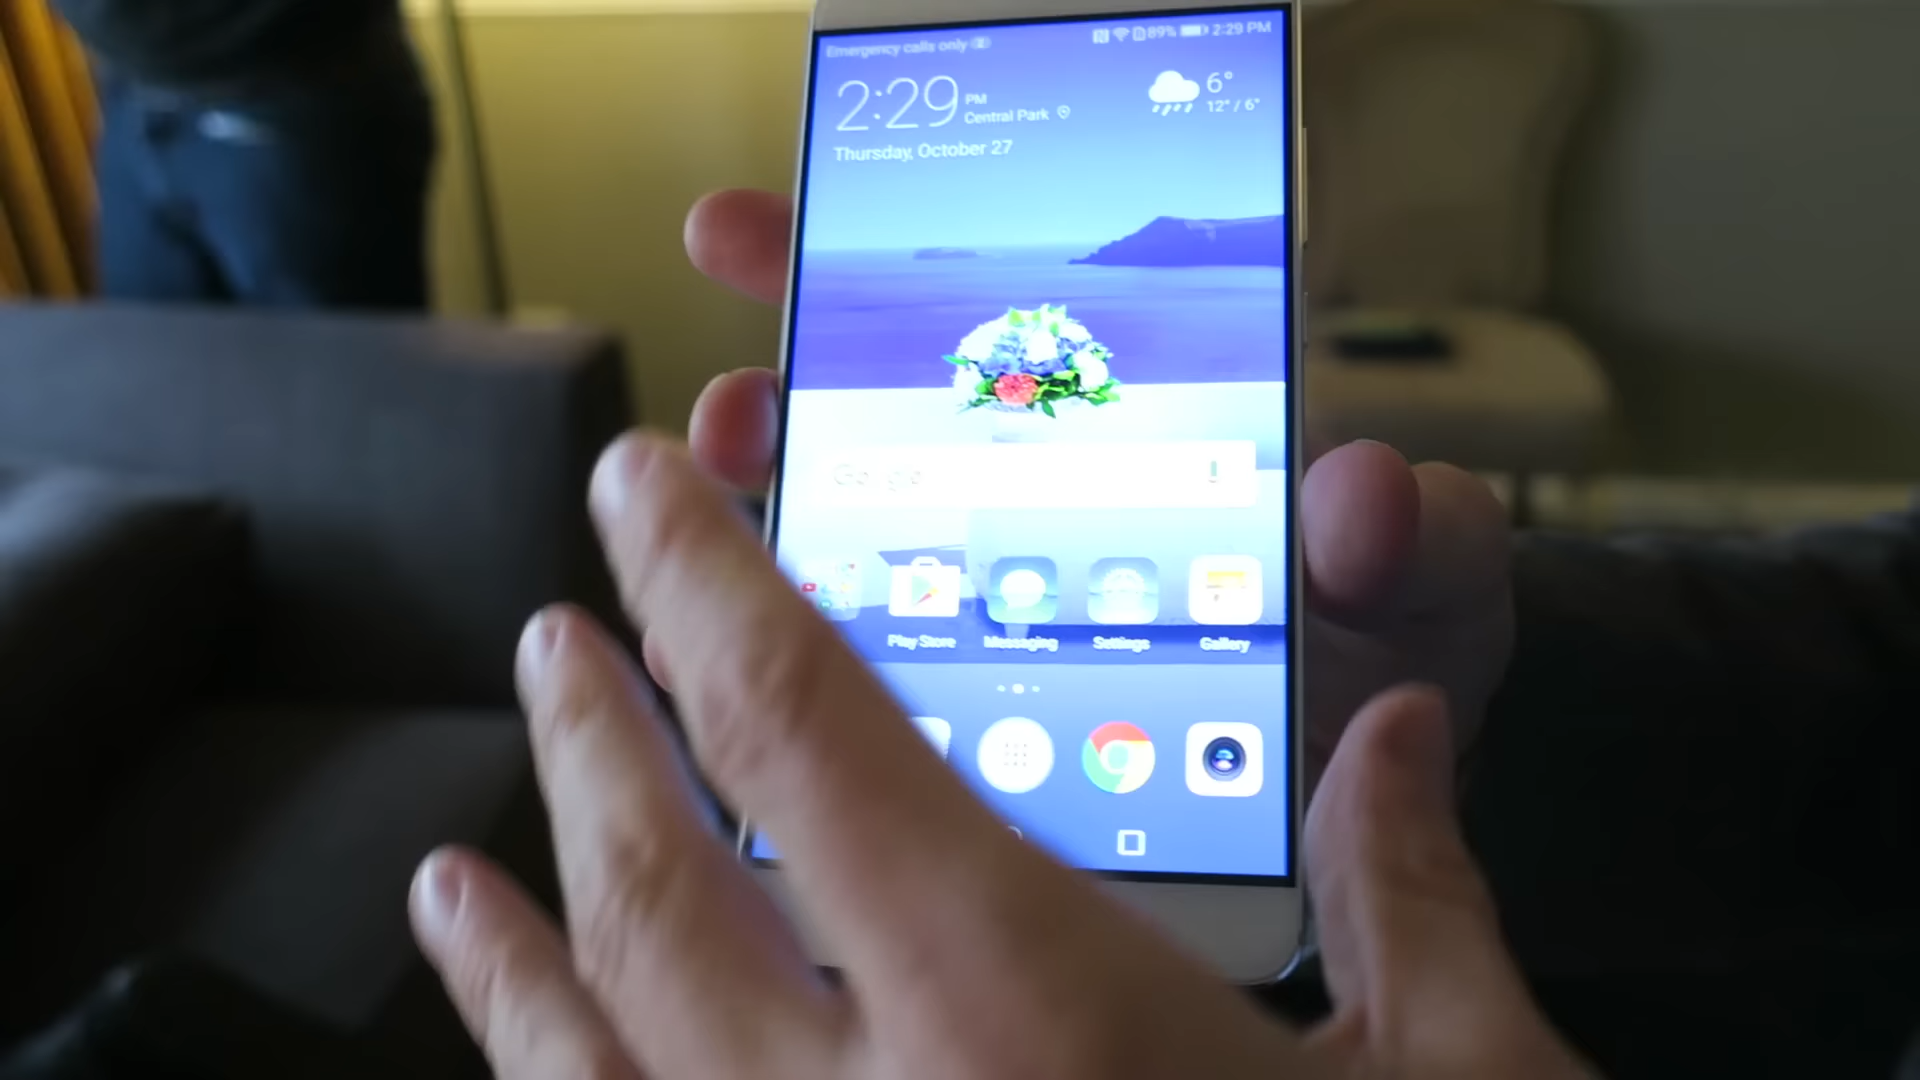 Emergency calls only
89% 2:29 PM
2:29 PM
Central Park
Thursday, October 27
6°
12° / 6°
Google
Play Store
Messaging
Settings
Gallery